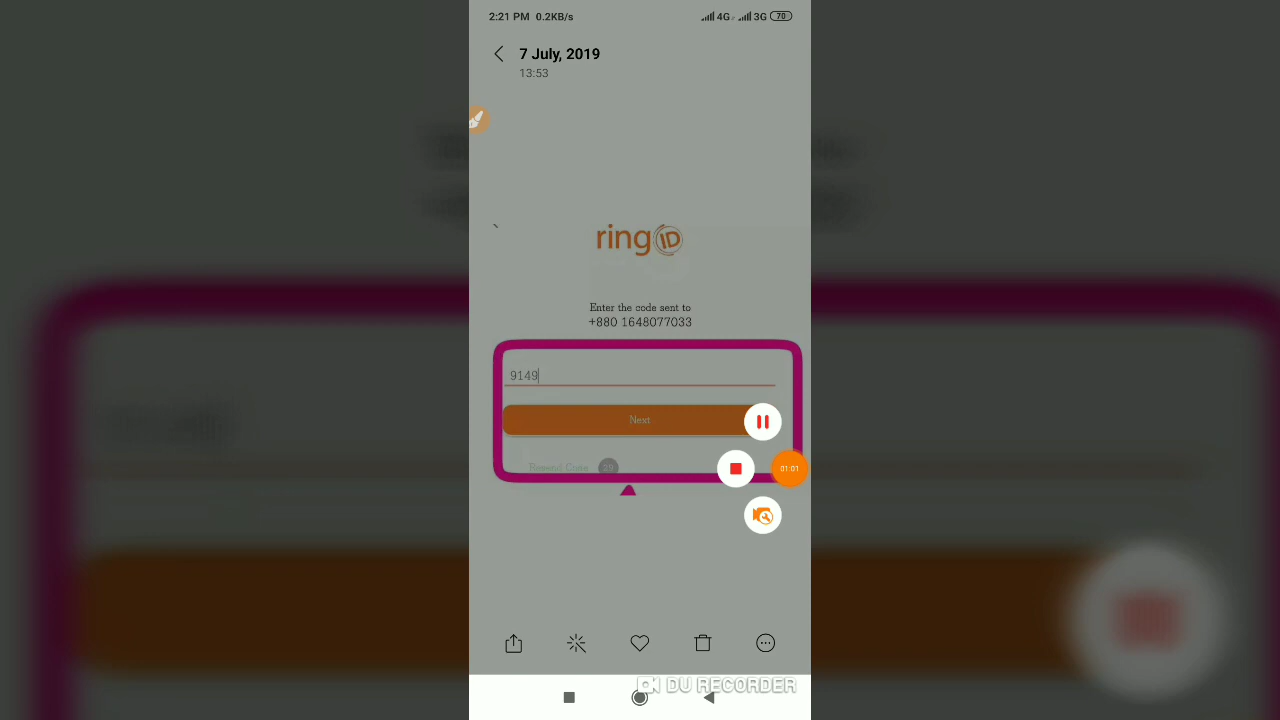 2:21 PM 0.2KB/s 4G 3G 70
7 July, 2019
13:53
ringID
Enter the code sent to
+880 1648077033
9149
Next
Resend Code 29
01:01
DU RECORDER